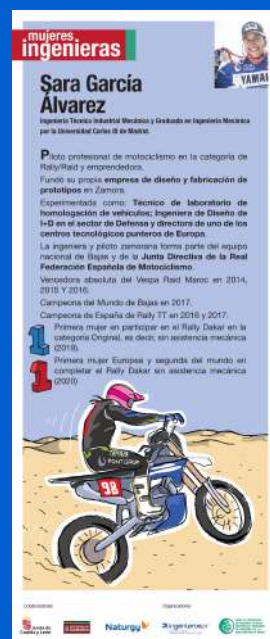 mujeres
ingenieras
YAMAHA
Sara García
Álvarez
Ingeniera Técnico Industrial Mecánica y Graduada en Ingeniería Mecánica
por la Universidad Carlos III de Madrid.
Piloto profesional de motociclismo en la categoría de
Rally/Raid y emprendedora.
Fundó su propia empresa de diseño y fabricación de
prototipos en Zamora.
Experimentada como: Técnico de laboratorio de
homologación de vehículos; Ingeniera de Diseño de
I+D en el sector de Defensa y directora de uno de los
centros tecnológicos punteros de Europa.
La ingeniera y piloto zamorana forma parte del equipo
nacional de Bajas y de la Junta Directiva de la Real
Federación Española de Motociclismo.
Vencedora absoluta del Vespa Raid Maroc en 2014,
2015 Y 2016.
Campeona del Mundo de Bajas en 2017.
Campeona de España de Rally TT en 2016 y 2017.
1 Primera mujer en participar en el Rally Dakar en la
categoría Original, es decir, sin asistencia mecánica
(2019).
1 Primera mujer Europea y segunda del mundo en
completar el Rally Dakar sin asistencia mecánica
(2020)
98
Junta de
Castilla y León
Naturgy